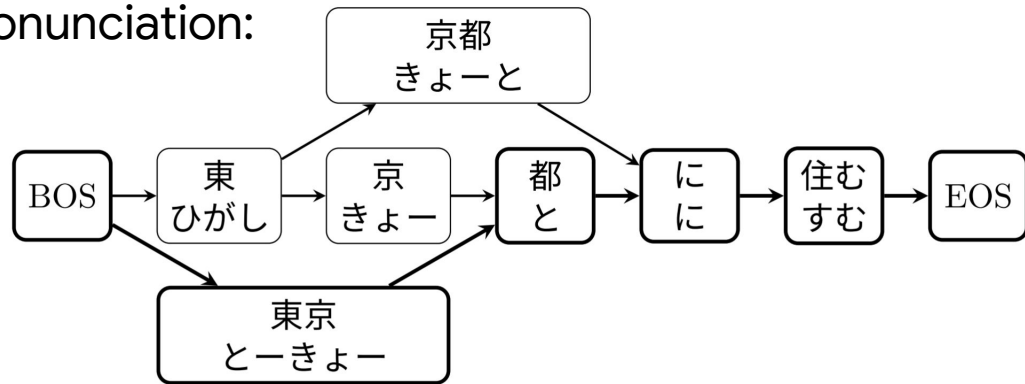 onunciation:
京都
きょーと
BOS
東
ひがし
京
きょー
都
と
に
に
住む
すむ
EOS
東京
とーきょー